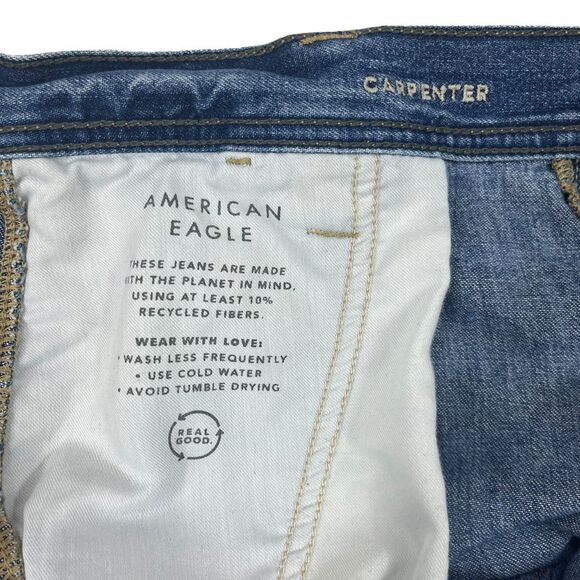 CARPENTER
AMERICAN
EAGLE
THESE JEANS ARE MADE
WITH THE PLANET IN MIND,
USING AT LEAST 10%
RECYCLED FIBERS.
WEAR WITH LOVE:
• WASH LESS FREQUENTLY
• USE COLD WATER
• AVOID TUMBLE DRYING
REAL
GOOD.